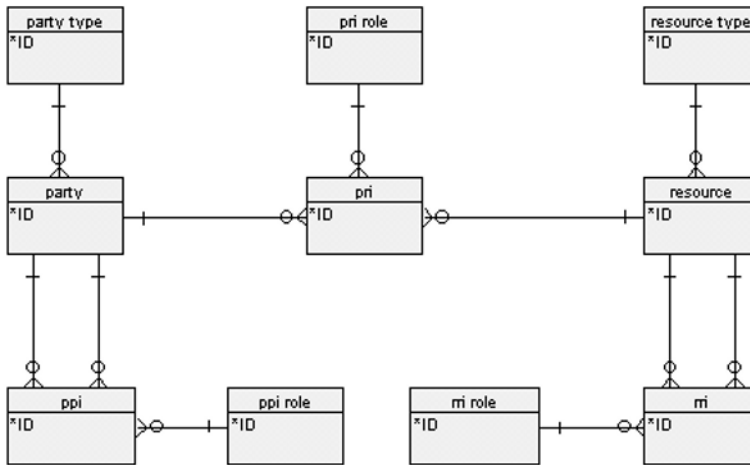 party type
*ID
pri role
*ID
resource type
*ID
party
*ID
pri
*ID
resource
*ID
ppi
*ID
ppi role
*ID
rri role
*ID
rri
*ID